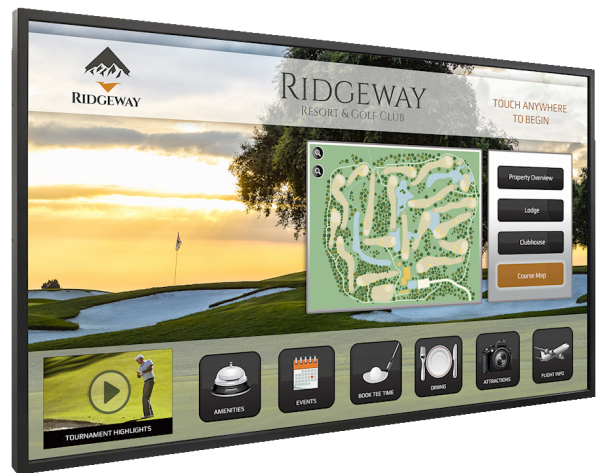 RIDGEWAY
RIDGEWAY
RESORT & GOLF CLUB
TOUCH ANYWHERE
TO BEGIN
Property Overview
Lodge
Clubhouse
Course Map
TOURNAMENT HIGHLIGHTS
AMENITIES
EVENTS
BOOK TEE TIME
DINING
ATTRACTIONS
FLIGHT INFO